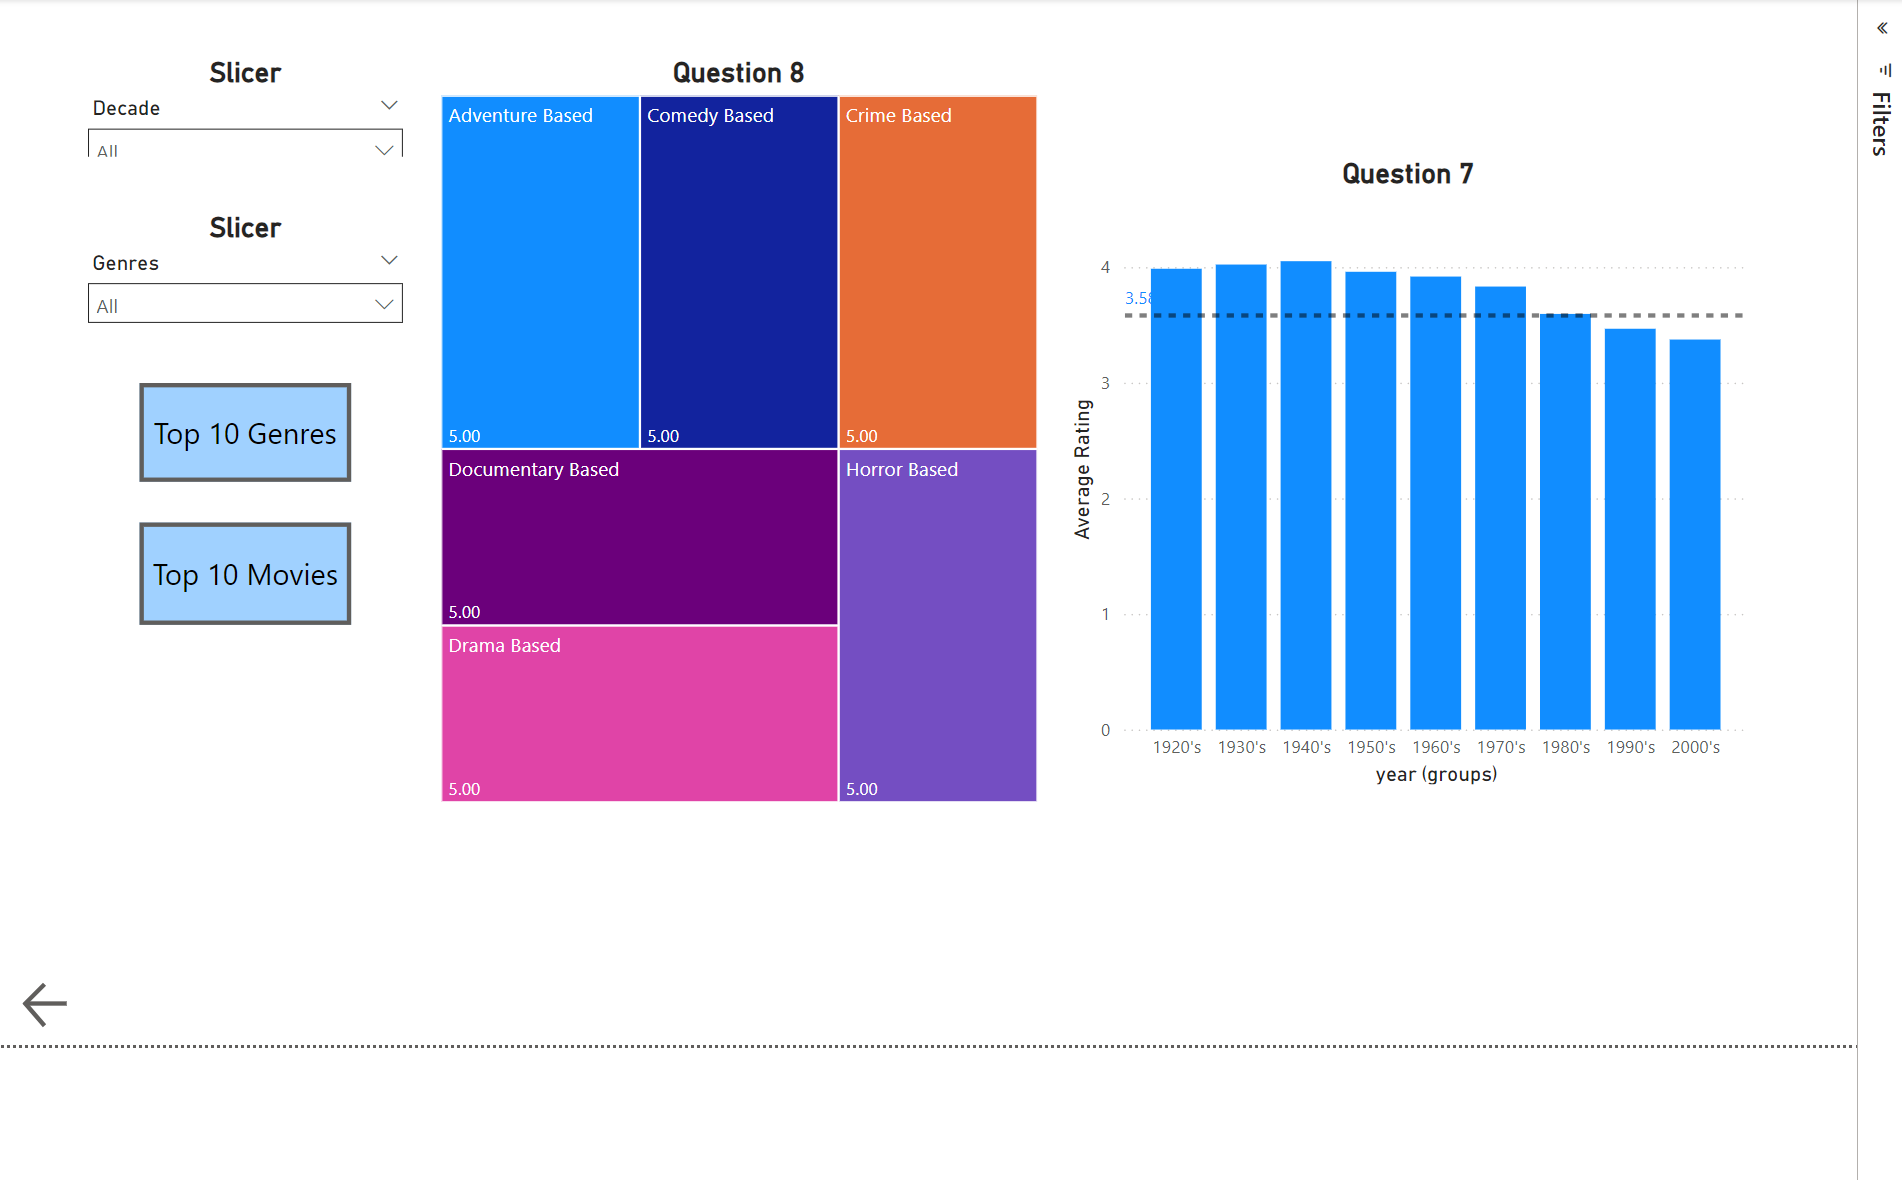 Slicer
Decade
All
Slicer
Genres
All
Top 10 Genres
Top 10 Movies
Question 8
Adventure Based
5.00
Comedy Based
5.00
Crime Based
5.00
Documentary Based
5.00
Horror Based
5.00
Drama Based
5.00
Question 7
Average Rating
4
3
2
1
0
3.58
1920's 1930's 1940's 1950's 1960's 1970's 1980's 1990's 2000's
year (groups)
Filters